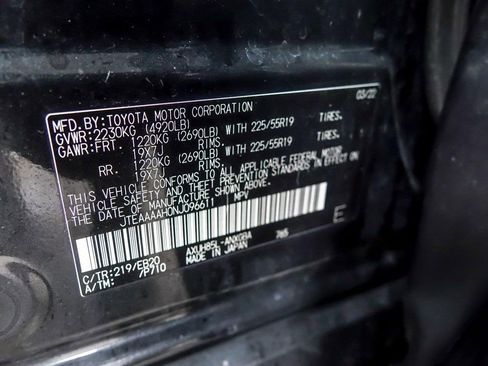 MFD.BY:TOYOTA MOTOR CORPORATION 03/22
GVWR:2230KG (4920LB)
GAWR:FRT. 1220KG (2690LB) WITH 225/55R19 TIRES.
19X7J RIMS.
RR. 1220KG (2690LB) WITH 225/55R19 TIRES.
19X7J RIMS.
THIS VEHICLE CONFORMS TO ALL APPLICABLE FEDERAL MOTOR
VEHICLE SAFETY AND THEFT PREVENTION STANDARDS IN EFFECT ON
THE DATE OF MANUFACTURE SHOWN ABOVE.
JTEAAAAH0NJ096611 MPV
E
C/TR:219/EB20 AXUH85L-ANXGBA 765
A/TM: /P710 MADE IN JAPAN